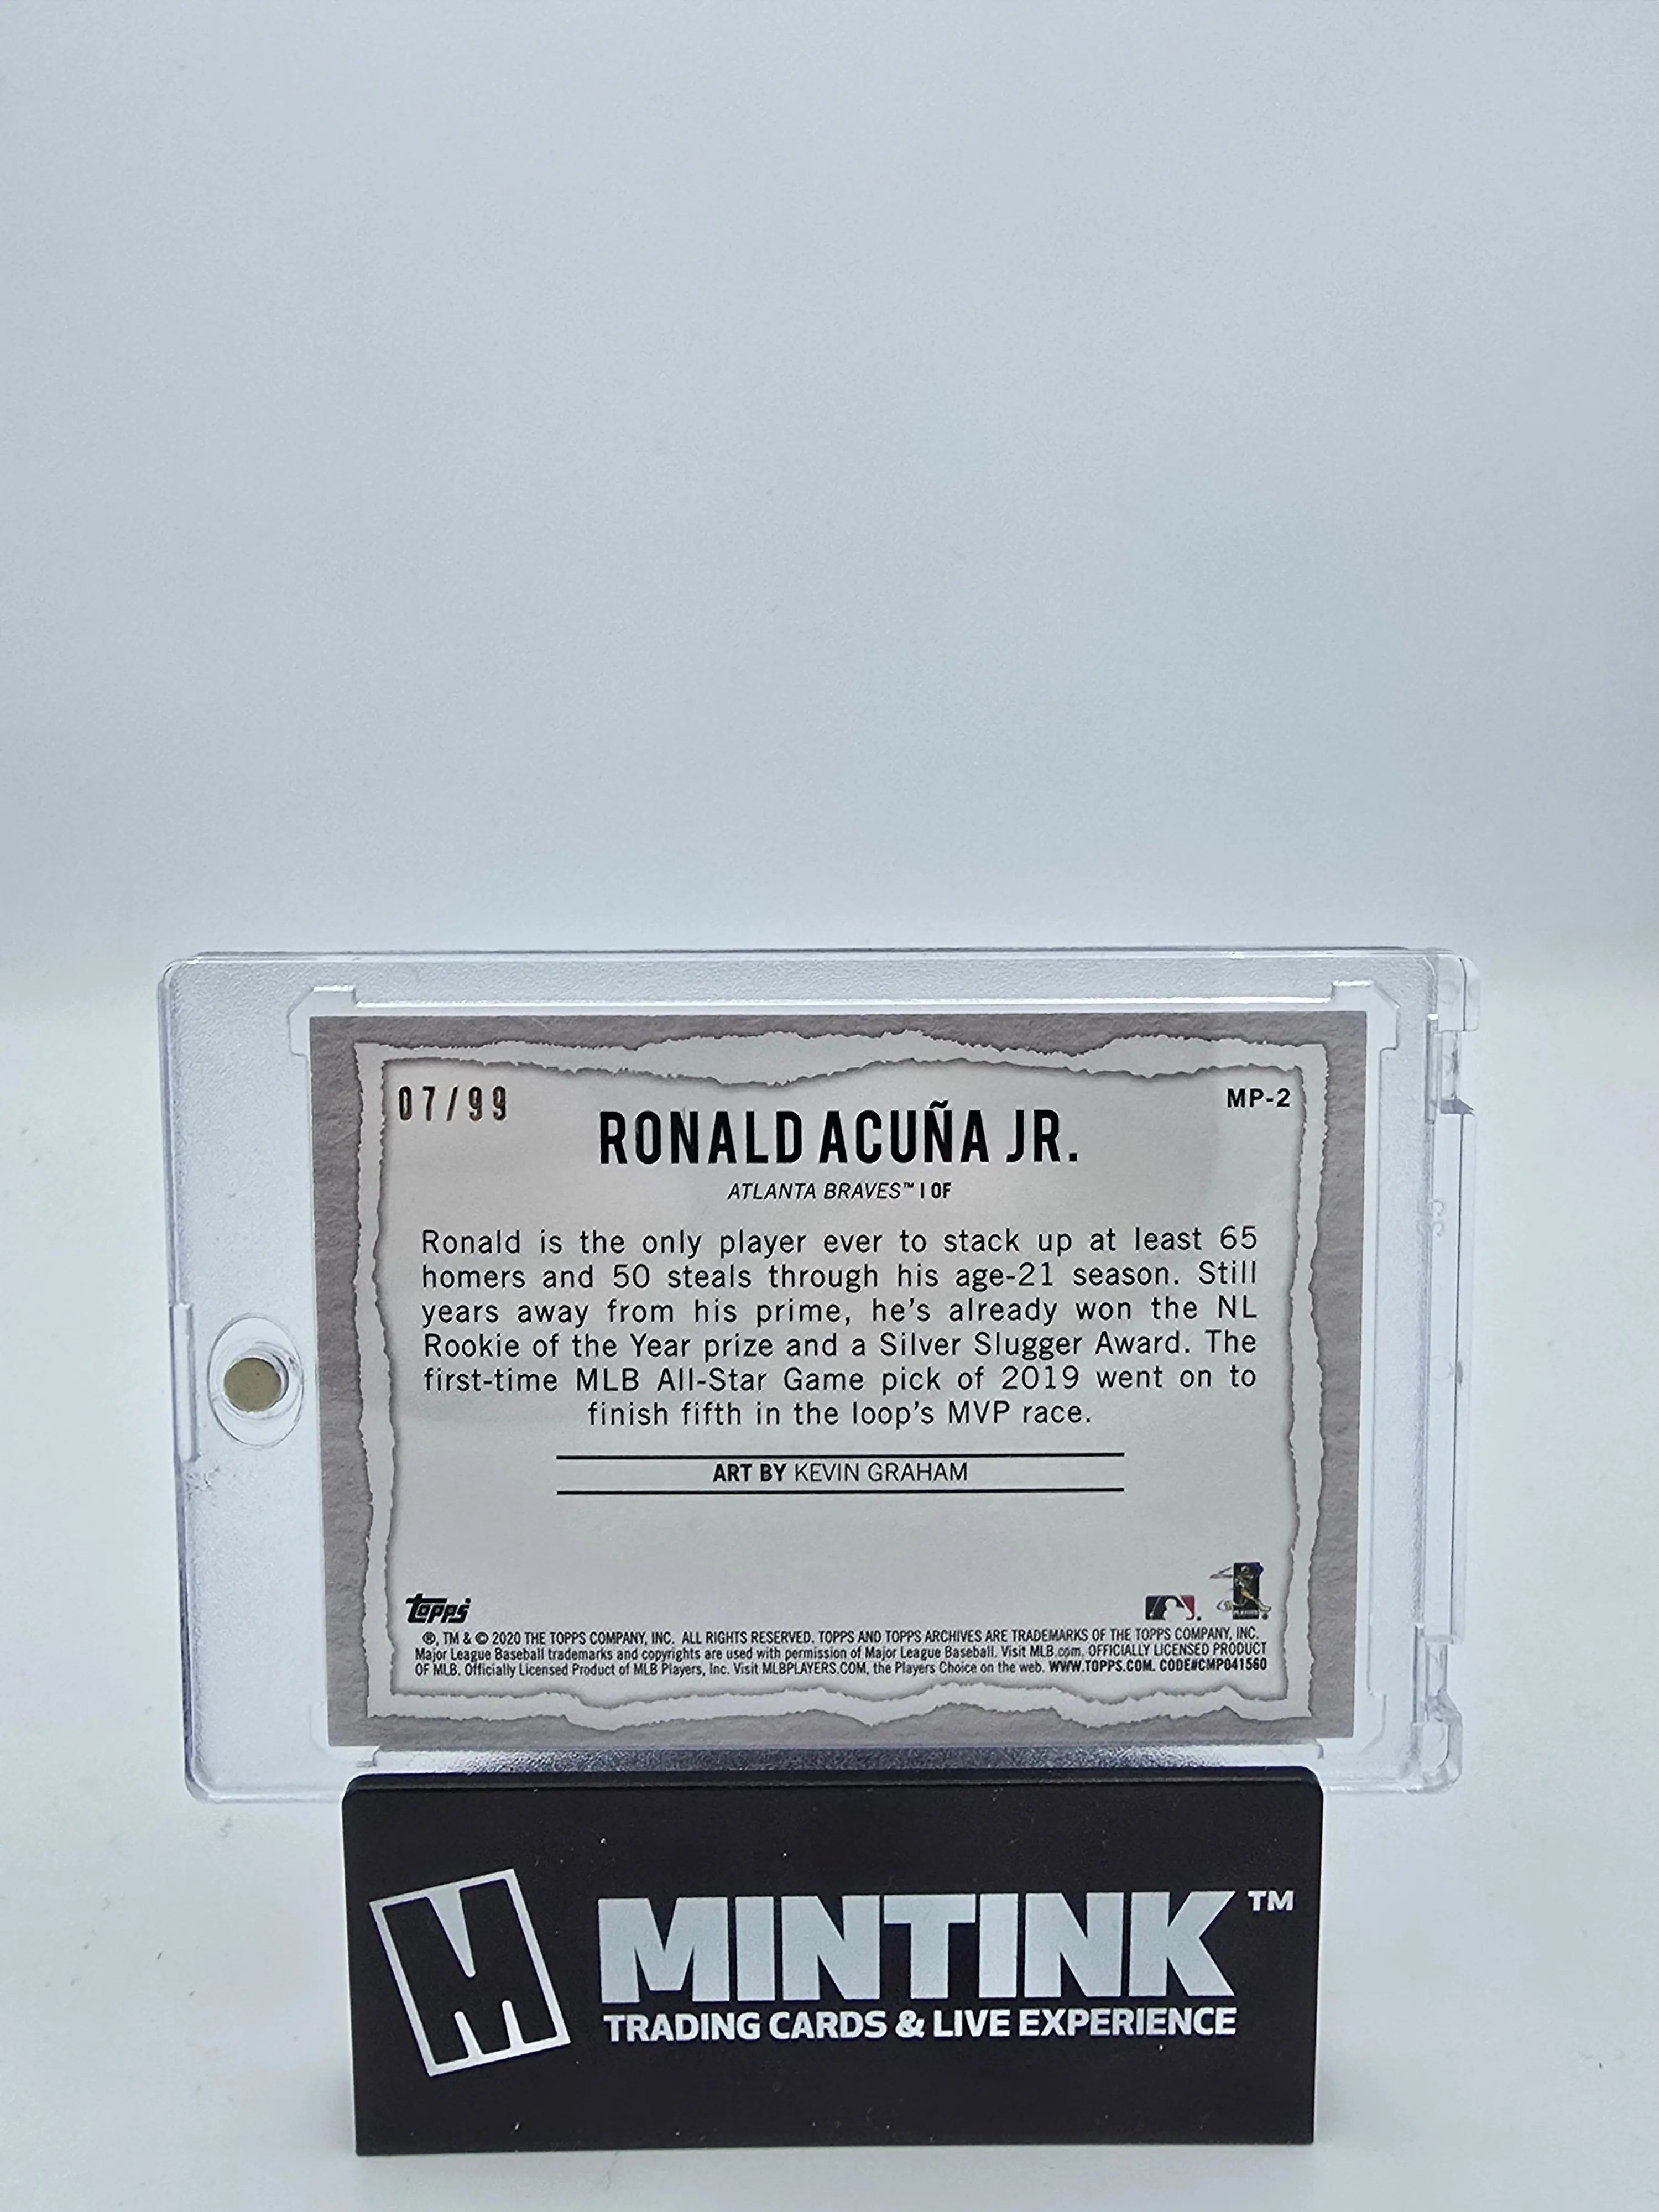 07/99
MP-2
RONALD ACUÑA JR.
ATLANTA BRAVES™ | OF
Ronald is the only player ever to stack up at least 65
homers and 50 steals through his age-21 season. Still
years away from his prime, he's already won the NL
Rookie of the Year prize and a Silver Slugger Award. The
first-time MLB All-Star Game pick of 2019 went on to
finish fifth in the loop's MVP race.
ART BY KEVIN GRAHAM
topps
®, TM & © 2020 THE TOPPS COMPANY, INC. ALL RIGHTS RESERVED. TOPPS AND TOPPS ARCHIVES ARE TRADEMARKS OF THE TOPPS COMPANY, INC.
Major League Baseball trademarks and copyrights are used with permission of Major League Baseball. Visit MLB.com. OFFICIALLY LICENSED PRODUCT
OF MLB. Officially Licensed Product of MLB Players, Inc. Visit MLBPLAYERS.COM, the Players Choice on the web. WWW.TOPPS.COM. CODE#CMP041560
M MINTINK™
TRADING CARDS & LIVE EXPERIENCE